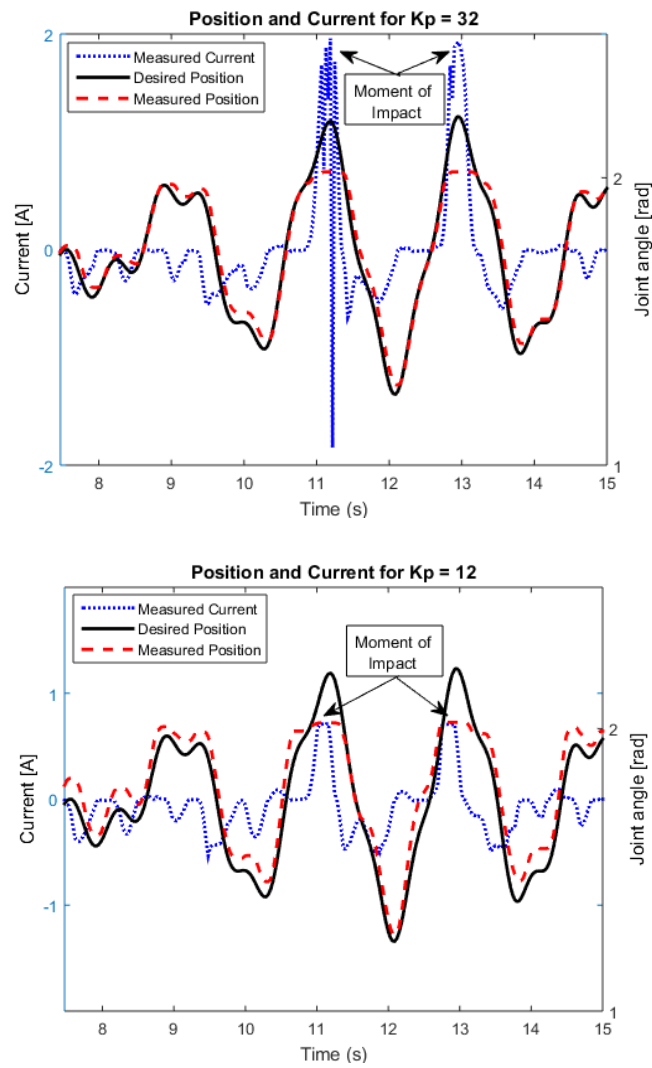 Position and Current for Kp = 32
Measured Current
Desired Position
Measured Position
Moment of
Impact
2
0
-2
Current [A]
2
1
Joint angle [rad]
8 9 10 11 12 13 14 15
Time (s)
Position and Current for Kp = 12
Measured Current
Desired Position
Measured Position
Moment of
Impact
1
0
-1
Current [A]
2
1
Joint angle [rad]
8 9 10 11 12 13 14 15
Time (s)